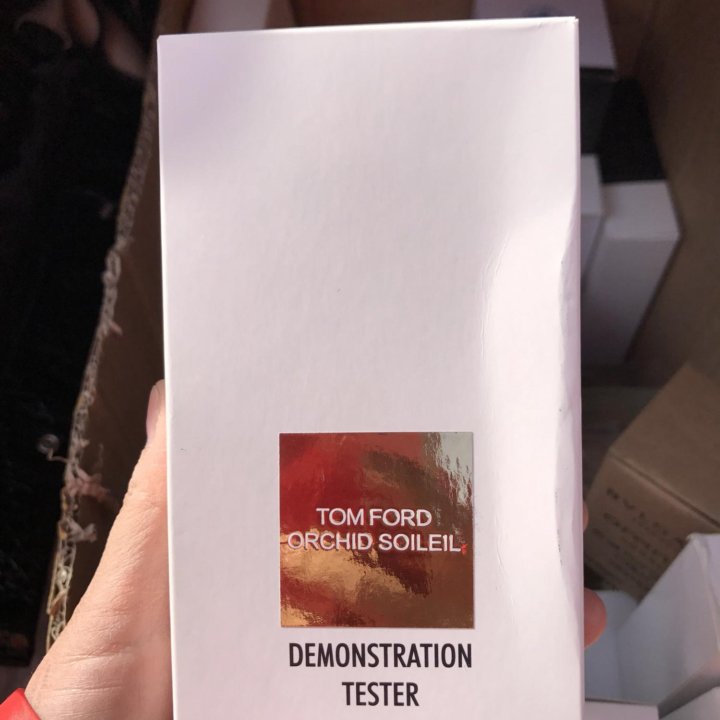 TOM FORD
ORCHID SOILEIL
DEMONSTRATION
TESTER